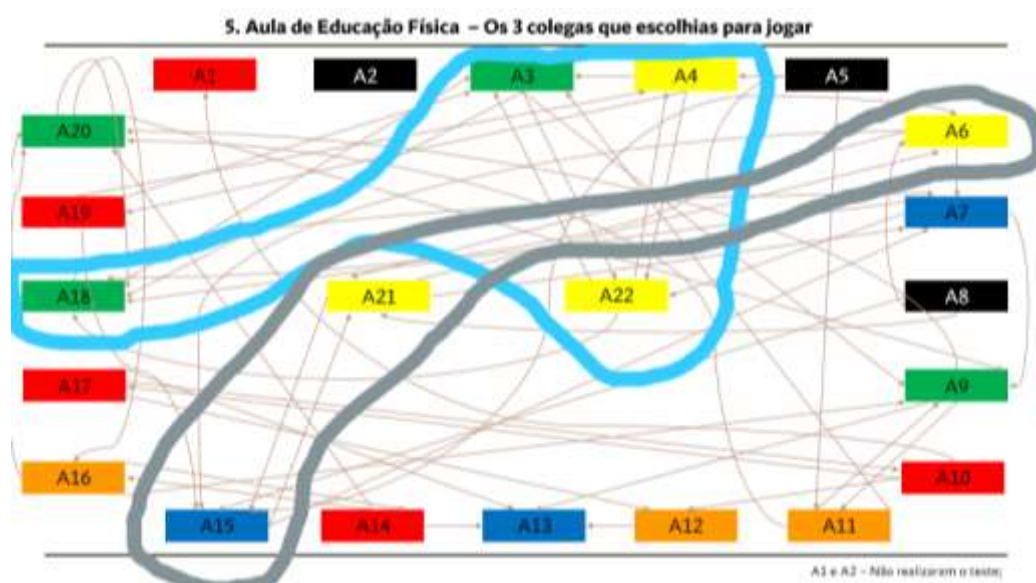 5. Aula de Educação Física – Os 3 colegas que escolhias para jogar
A1
A2
A3
A4
A5
A20
A6
A19
A7
A18
A21
A22
A8
A17
A9
A16
A10
A15
A14
A13
A12
A11
A1 e A2 – Não realizaram o teste;